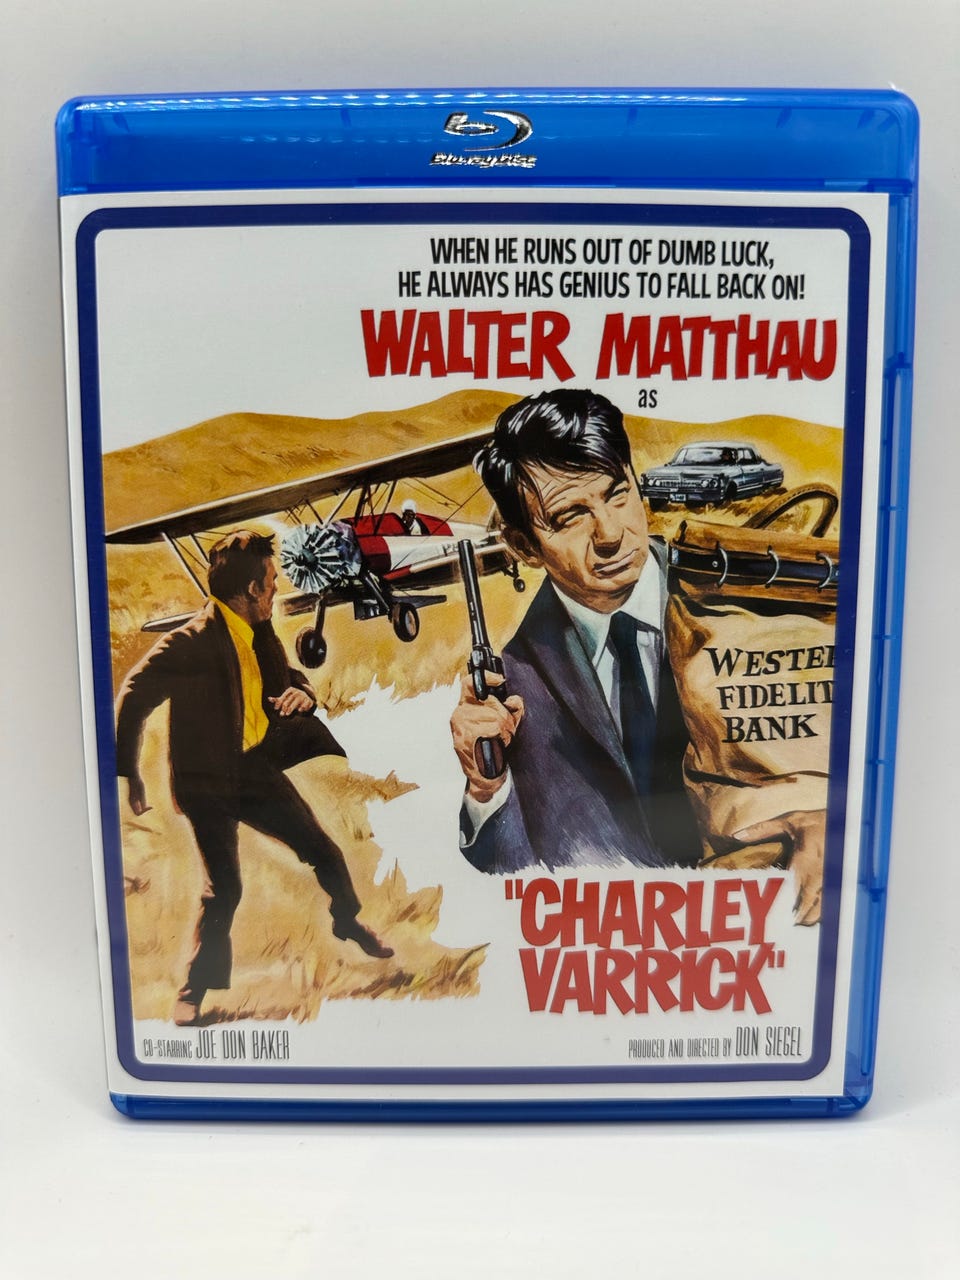 Blu-ray Disc
WHEN HE RUNS OUT OF DUMB LUCK,
HE ALWAYS HAS GENIUS TO FALL BACK ON!
WALTER MATTHAU
as
WESTER
FIDELIT
BANK
"CHARLEY
VARRICK"
CO-STARRING JOE DON BAKER
PRODUCED AND DIRECTED BY DON SIEGEL